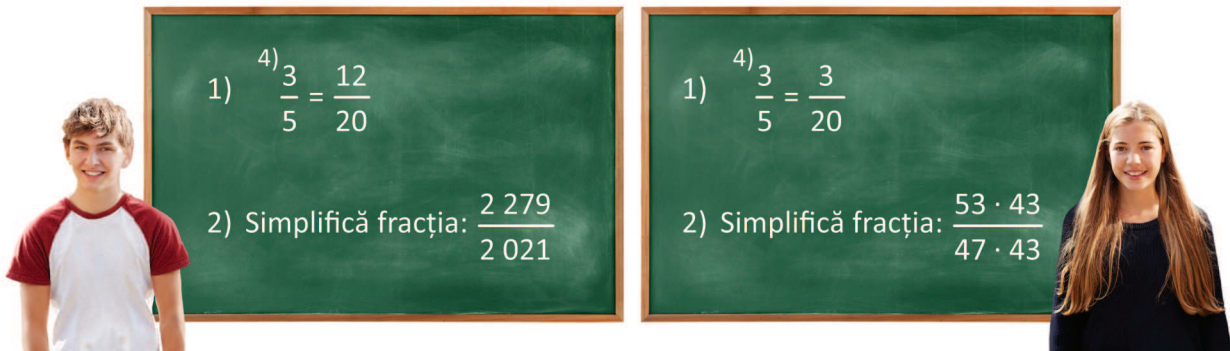 1) 4) 3/5 = 12/20
2) Simplifică fracția: 2 279/2 021
1) 4) 3/5 = 3/20
2) Simplifică fracția: 53 · 43/47 · 43